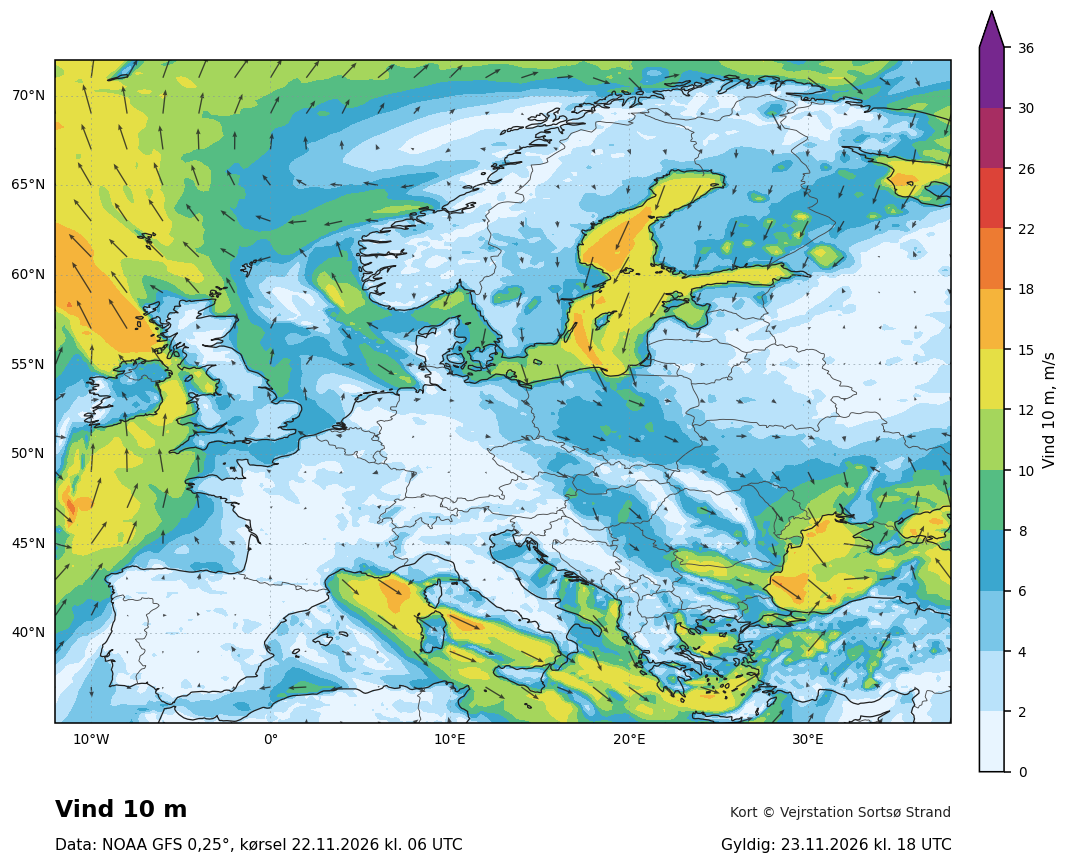 36
30
26
22
18
15
12
10
8
6
4
2
0
Vind 10 m, m/s
70°N
65°N
60°N
55°N
50°N
45°N
40°N
10°W
0°
10°E
20°E
30°E
Vind 10 m
Kort © Vejrstation Sortsø Strand
Data: NOAA GFS 0,25°, kørsel 22.11.2026 kl. 06 UTC
Gyldig: 23.11.2026 kl. 18 UTC